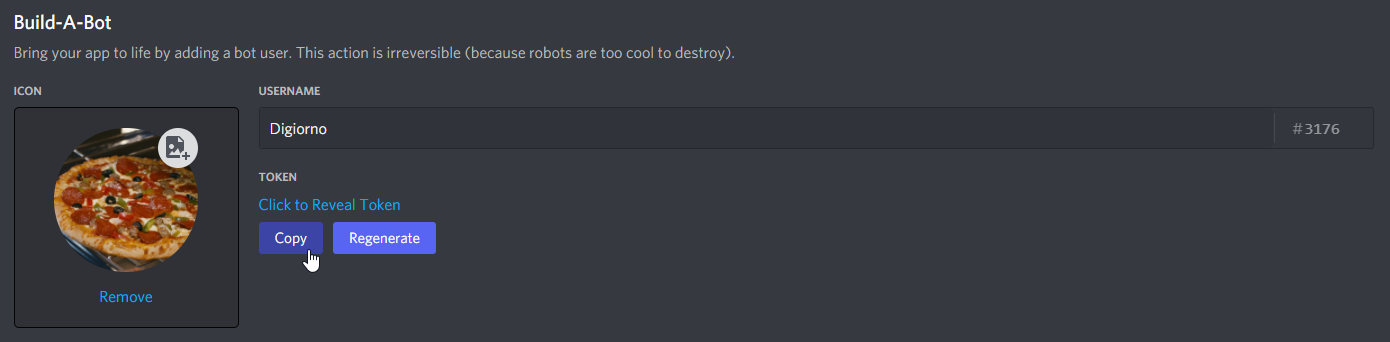 Build-A-Bot
Bring your app to life by adding a bot user. This action is irreversible (because robots are too cool to destroy).
ICON
USERNAME
Digiorno
#3176
TOKEN
Click to Reveal Token
Copy
Regenerate
Remove